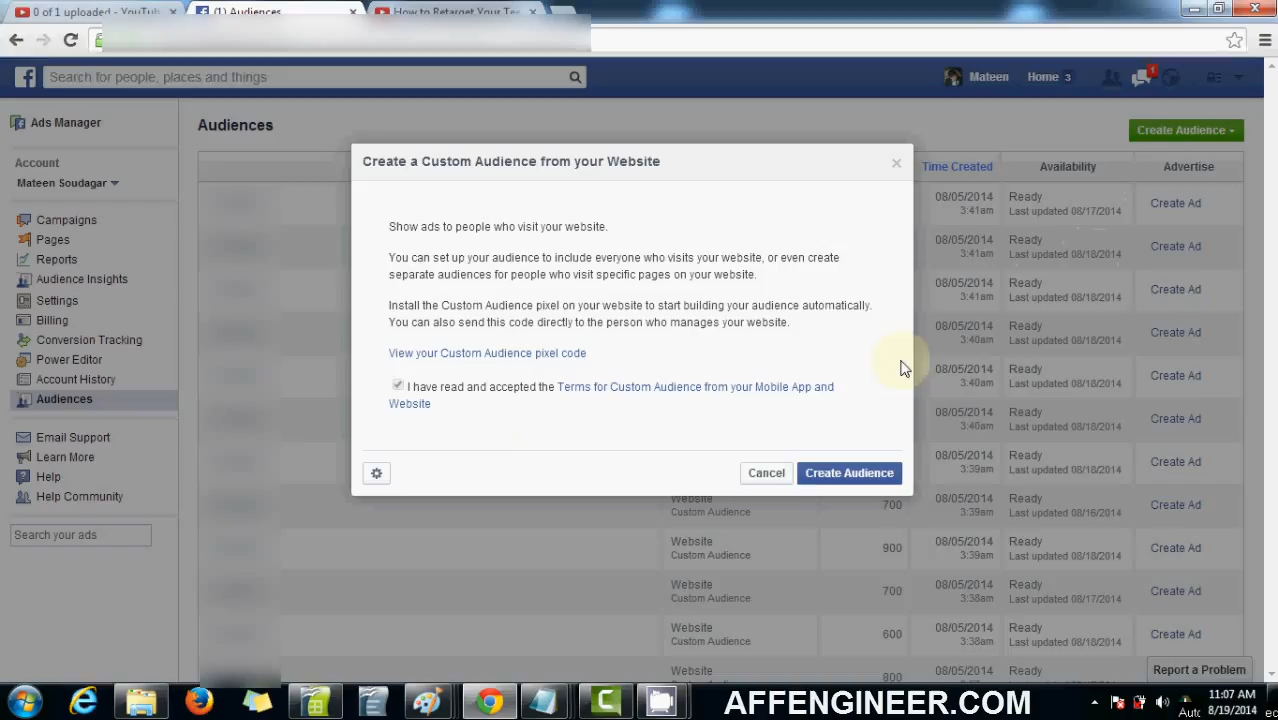 0 of 1 uploaded - YouTube
(1) Audiences
How to Retarget Your Te
Search for people, places and things
Mateen
Home 3
1
Ads Manager
Account
Mateen Soudagar
Campaigns
Pages
Reports
Audience Insights
Settings
Billing
Conversion Tracking
Power Editor
Account History
Audiences
Email Support
Learn More
Help
Help Community
Search your ads
Audiences
Create Audience
Time Created
Availability
Advertise
08/05/2014 Ready
3:41am Last updated 08/17/2014 Create Ad
08/05/2014 Ready
3:41am Last updated 08/18/2014 Create Ad
08/05/2014 Ready
3:41am Last updated 08/18/2014 Create Ad
08/05/2014 Ready
3:40am Last updated 08/18/2014 Create Ad
08/05/2014 Ready
3:40am Last updated 08/18/2014 Create Ad
08/05/2014 Ready
3:40am Last updated 08/18/2014 Create Ad
08/05/2014 Ready
3:39am Last updated 08/18/2014 Create Ad
Create a Custom Audience from your Website
Show ads to people who visit your website.
You can set up your audience to include everyone who visits your website, or even create
separate audiences for people who visit specific pages on your website.
Install the Custom Audience pixel on your website to start building your audience automatically.
You can also send this code directly to the person who manages your website.
View your Custom Audience pixel code
I have read and accepted the Terms for Custom Audience from your Mobile App and
Website
Cancel
Create Audience
Website 700 08/05/2014 Ready
Custom Audience 3:39am Last updated 08/16/2014 Create Ad
Website 900 08/05/2014 Ready
Custom Audience 3:39am Last updated 08/18/2014 Create Ad
Website 700 08/05/2014 Ready
Custom Audience 3:38am Last updated 08/17/2014 Create Ad
Website 600 08/05/2014 Ready
Custom Audience 3:38am Last updated 08/18/2014 Create Ad
Website 800 08/05/2014 Ready
Report a Problem
AFFENGINEER.COM
11:07 AM
8/19/2014